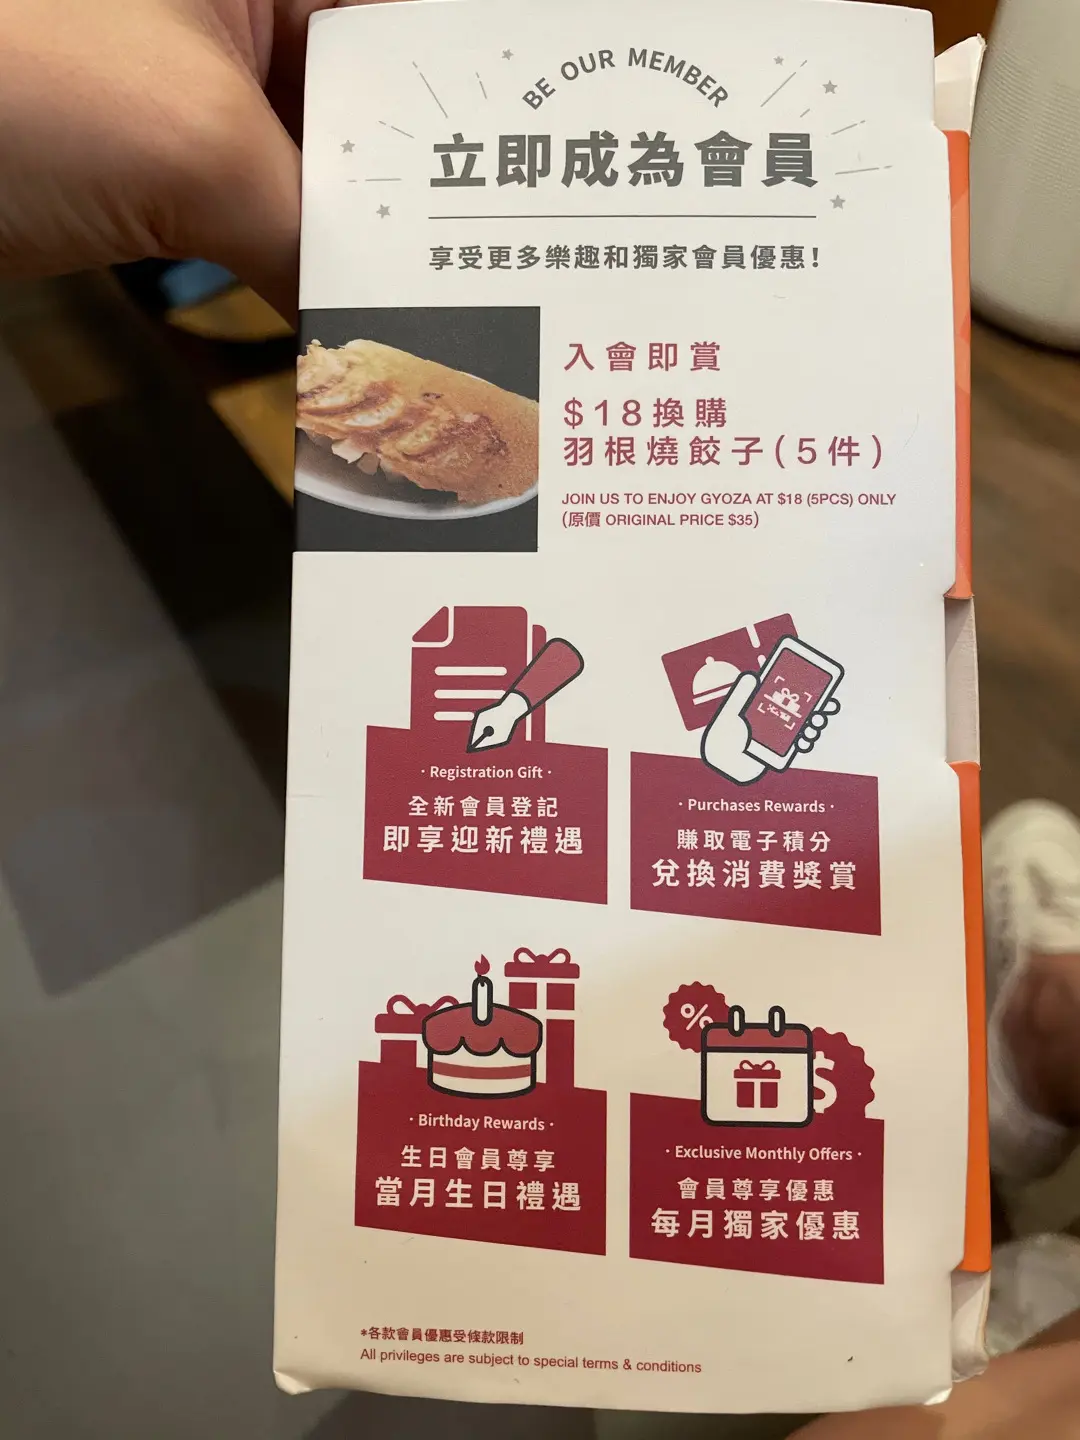 BE OUR MEMBER
立即成為會員
享受更多樂趣和獨家會員優惠!
入會即賞
$18換購
羽根燒餃子(5件)
JOIN US TO ENJOY GYOZA AT $18 (5PCS) ONLY
(原價 ORIGINAL PRICE $35)
· Registration Gift ·
全新會員登記
即享迎新禮遇
· Purchases Rewards ·
賺取電子積分
兌換消費獎賞
· Birthday Rewards ·
生日會員尊享
當月生日禮遇
%
$
· Exclusive Monthly Offers ·
會員尊享優惠
每月獨家優惠
*各款會員優惠受條款限制
All privileges are subject to special terms & conditions